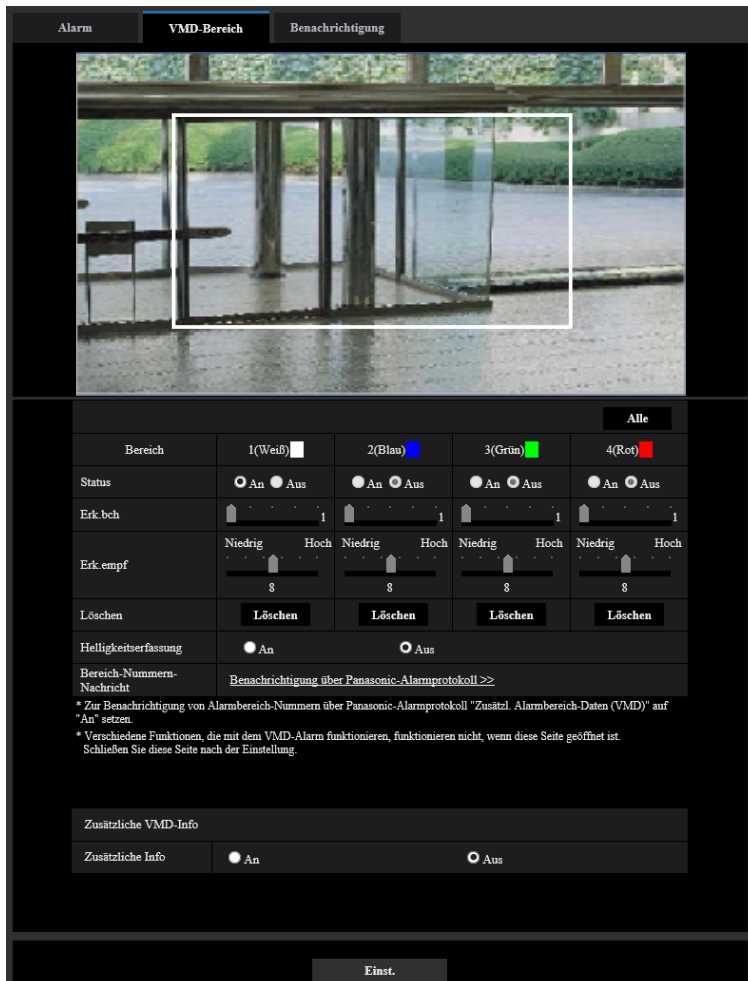 Alarm VMD-Bereich Benachrichtigung
Alle
Bereich 1(Weiß) 2(Blau) 3(Grün) 4(Rot)
Status An Aus An Aus An Aus An Aus
Erk.bch 1 1 1 1
Niedrig Hoch Niedrig Hoch Niedrig Hoch Niedrig Hoch
Erk.empf
8 8 8 8
Löschen Löschen Löschen Löschen Löschen
Helligkeitserfassung An Aus
Bereich-Nummern-
Nachricht Benachrichtigung über Panasonic-Alarmprotokoll >>
* Zur Benachrichtigung von Alarmbereich-Nummern über Panasonic-Alarmprotokoll "Zusätzl. Alarmbereich-Daten (VMD)" auf
"An" setzen.
* Verschiedene Funktionen, die mit dem VMD-Alarm funktionieren, funktionieren nicht, wenn diese Seite geöffnet ist.
Schließen Sie diese Seite nach der Einstellung.
Zusätzliche VMD-Info
Zusätzliche Info An Aus
Einst.